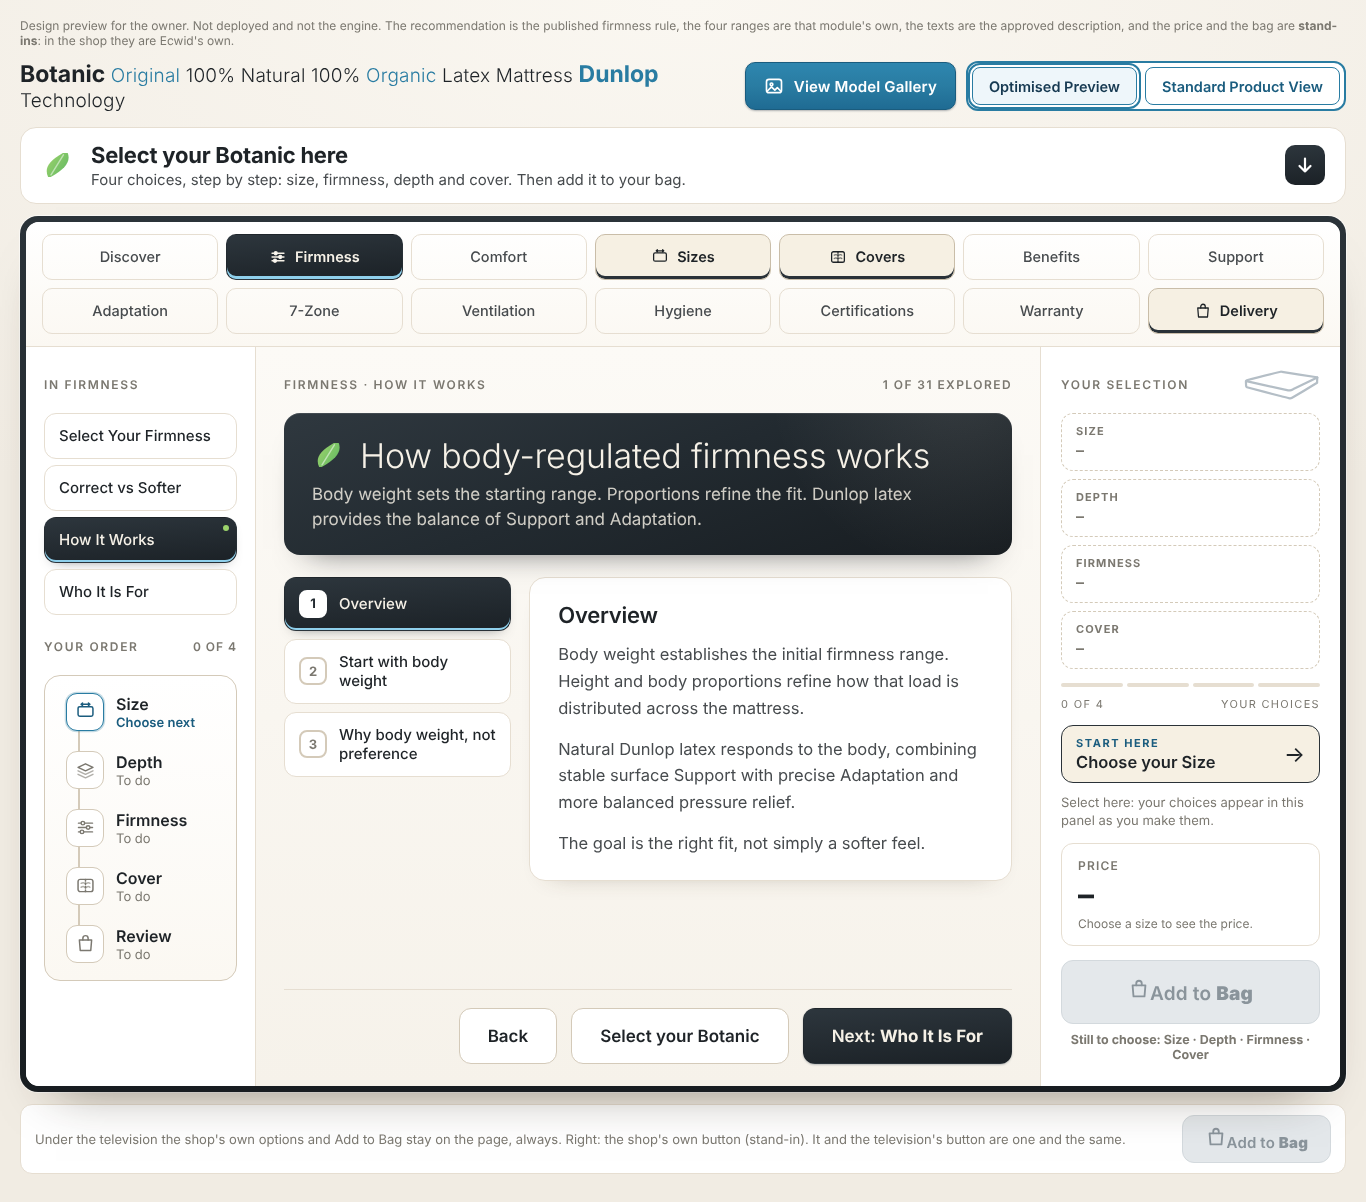 Design preview for the owner. Not deployed and not the engine. The recommendation is the published firmness rule, the four ranges are that module's own, the texts are the approved description, and the price and the bag are stand-
ins: in the shop they are Ecwid's own.
Botanic Original 100% Natural 100% Organic Latex Mattress Dunlop
Technology
View Model Gallery
Optimised Preview
Standard Product View
Select your Botanic here
Four choices, step by step: size, firmness, depth and cover. Then add it to your bag.
Discover
Firmness
Comfort
Sizes
Covers
Benefits
Support
Adaptation
7-Zone
Ventilation
Hygiene
Certifications
Warranty
Delivery
IN FIRMNESS
Select Your Firmness
Correct vs Softer
How It Works
Who It Is For
YOUR ORDER
0 OF 4
Size
Choose next
Depth
To do
Firmness
To do
Cover
To do
Review
To do
FIRMNESS · HOW IT WORKS
1 OF 31 EXPLORED
How body-regulated firmness works
Body weight sets the starting range. Proportions refine the fit. Dunlop latex
provides the balance of Support and Adaptation.
1 Overview
2 Start with body
weight
3 Why body weight, not
preference
Overview
Body weight establishes the initial firmness range.
Height and body proportions refine how that load is
distributed across the mattress.
Natural Dunlop latex responds to the body, combining
stable surface Support with precise Adaptation and
more balanced pressure relief.
The goal is the right fit, not simply a softer feel.
Back
Select your Botanic
Next: Who It Is For
YOUR SELECTION
SIZE
–
DEPTH
–
FIRMNESS
–
COVER
–
0 OF 4
YOUR CHOICES
START HERE
Choose your Size
Select here: your choices appear in this
panel as you make them.
PRICE
–
Choose a size to see the price.
Add to Bag
Still to choose: Size · Depth · Firmness ·
Cover
Under the television the shop's own options and Add to Bag stay on the page, always. Right: the shop's own button (stand-in). It and the television's button are one and the same.
Add to Bag